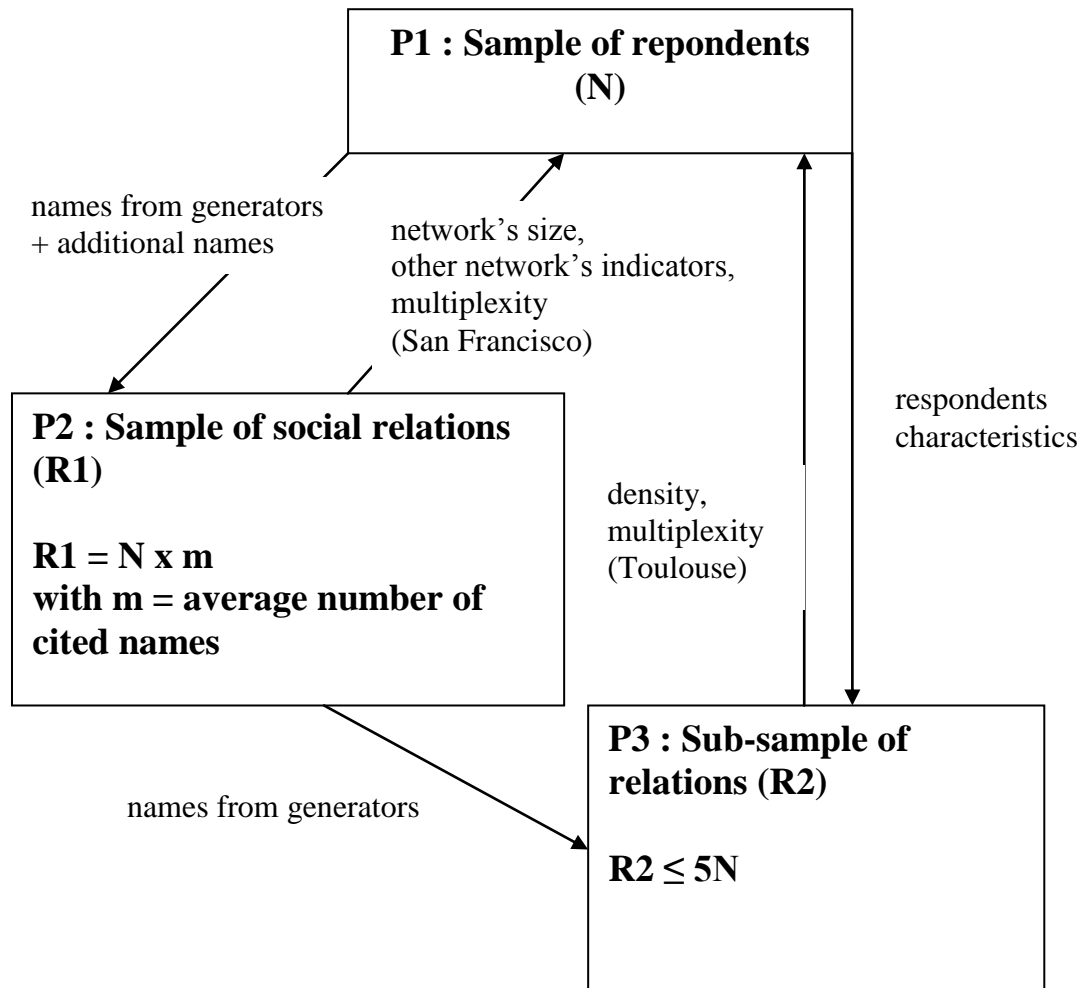 P1 : Sample of repondents
(N)
names from generators
+ additional names
network’s size,
other network’s indicators,
multiplexity
(San Francisco)
respondents
characteristics
P2 : Sample of social relations
(R1)
R1 = N x m
with m = average number of
cited names
density,
multiplexity
(Toulouse)
names from generators
P3 : Sub-sample of
relations (R2)
R2 ≤ 5N